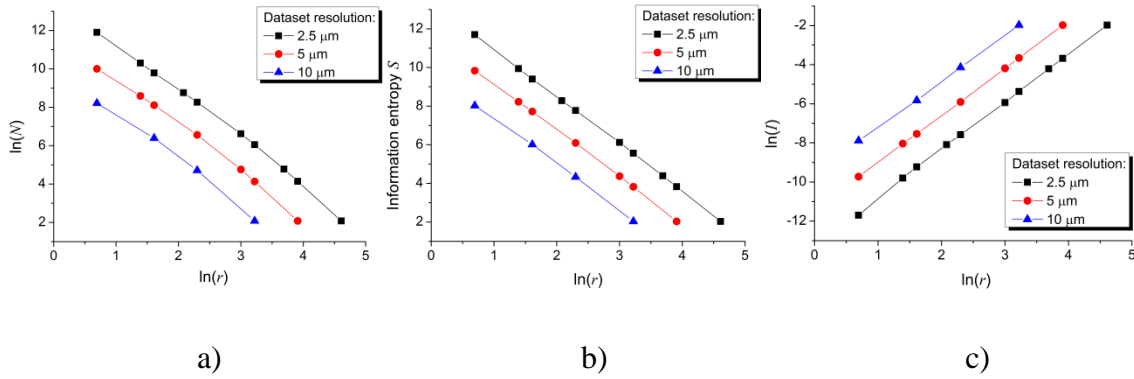 Dataset resolution:
2.5 μm
5 μm
10 μm
ln(N)
12
10
8
6
4
2
0 1 2 3 4 5
ln(r)
a)
Dataset resolution:
2.5 μm
5 μm
10 μm
Information entropy S
12
10
8
6
4
2
0 1 2 3 4 5
ln(r)
b)
ln(I)
-2
-4
-6
-8
-10
-12
Dataset resolution:
2.5 μm
5 μm
10 μm
0 1 2 3 4 5
ln(r)
c)